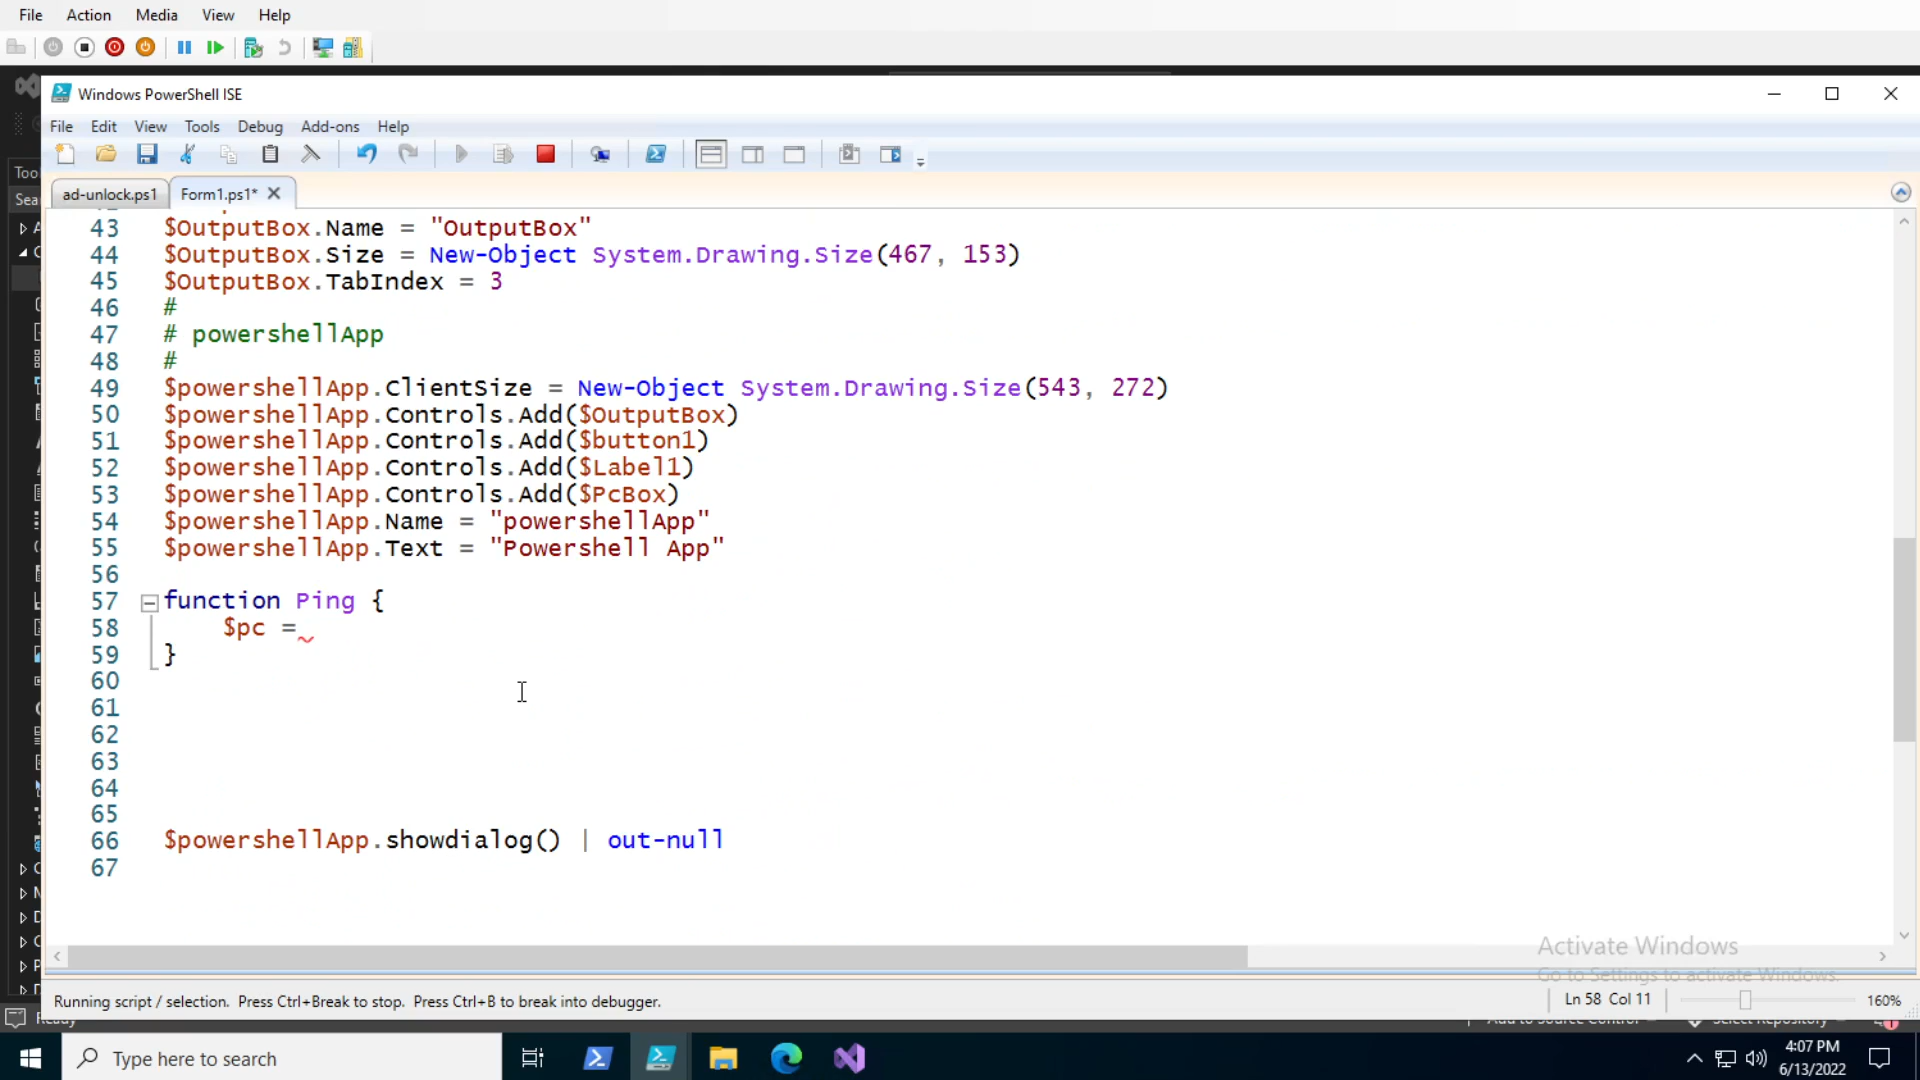 File Action Media View Help
Windows PowerShell ISE
File Edit View Tools Debug Add-ons Help
ad-unlock.ps1 Form1.ps1*
43 $OutputBox.Name = "OutputBox"
44 $OutputBox.Size = New-Object System.Drawing.Size(467, 153)
45 $OutputBox.TabIndex = 3
46 #
47 # powershellApp
48 #
49 $powershellApp.ClientSize = New-Object System.Drawing.Size(543, 272)
50 $powershellApp.Controls.Add($OutputBox)
51 $powershellApp.Controls.Add($button1)
52 $powershellApp.Controls.Add($Label1)
53 $powershellApp.Controls.Add($PcBox)
54 $powershellApp.Name = "powershellApp"
55 $powershellApp.Text = "Powershell App"
56
57 function Ping {
58 $pc =
59 }
60
61
62
63
64
65
66 $powershellApp.showdialog() | out-null
67
Activate Windows
Go to Settings to activate Windows.
Running script / selection. Press Ctrl+Break to stop. Press Ctrl+B to break into debugger.
Ln 58 Col 11
160%
Type here to search
4:07 PM
6/13/2022